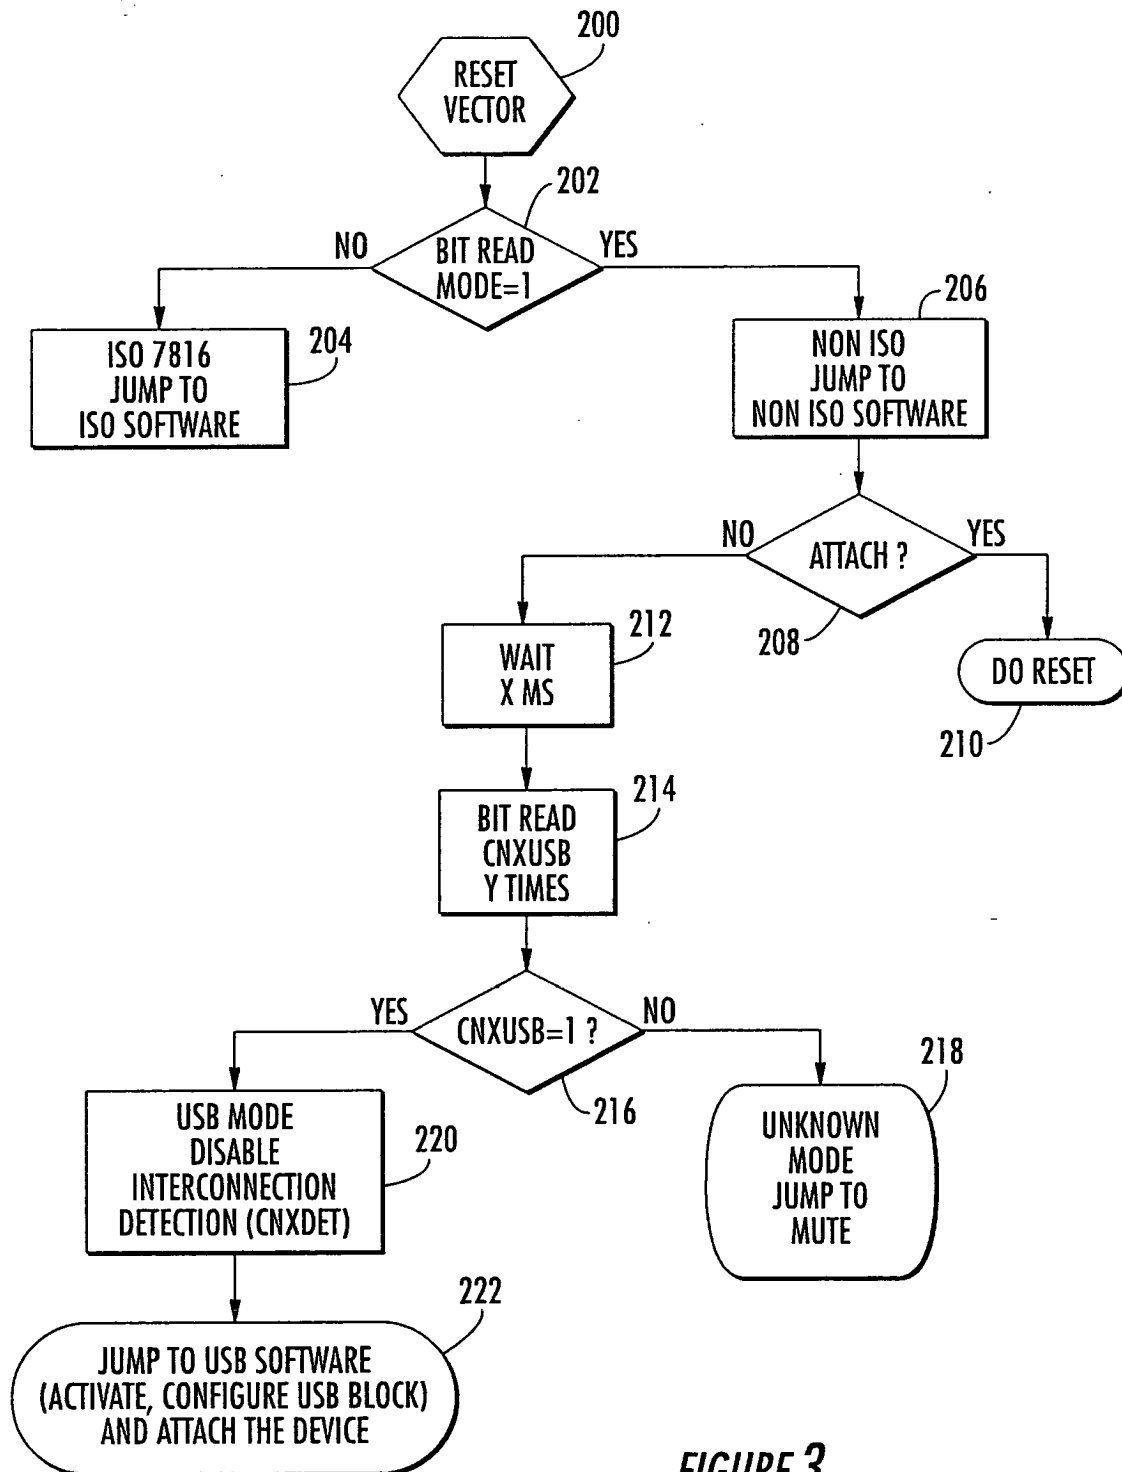 200
RESET
VECTOR
202
NO
BIT READ
MODE=1
YES
206
204
ISO 7816
JUMP TO
ISO SOFTWARE
NON ISO
JUMP TO
NON ISO SOFTWARE
NO
ATTACH ?
YES
208
212
WAIT
X MS
DO RESET
210
214
BIT READ
CNXUSB
Y TIMES
YES
CNXUSB=1 ?
NO
216
218
USB MODE
DISABLE
INTERCONNECTION
DETECTION (CNXDET)
220
UNKNOWN
MODE
JUMP TO
MUTE
222
JUMP TO USB SOFTWARE
(ACTIVATE, CONFIGURE USB BLOCK)
AND ATTACH THE DEVICE
FIGURE 3